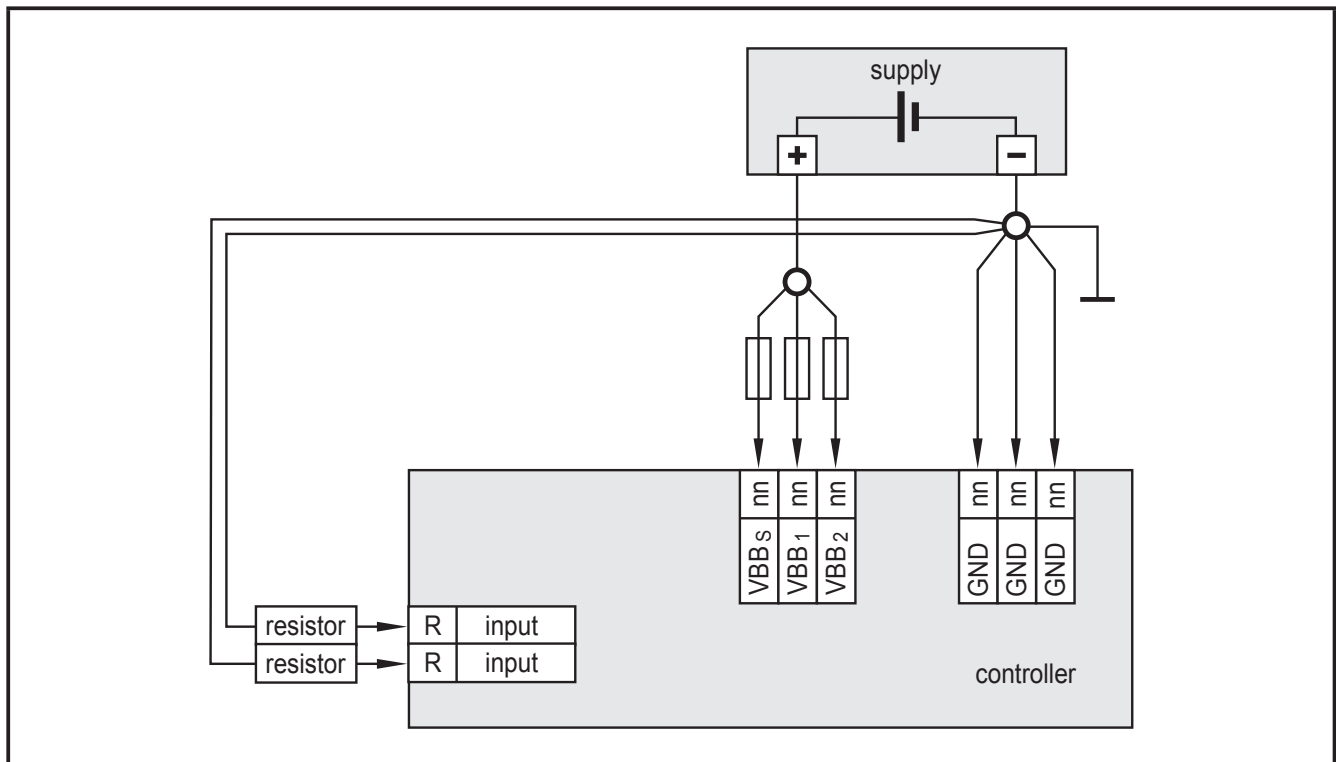 supply
+ −
nn nn nn nn nn nn
VBBS VBB1 VBB2 GND GND GND
resistor R input
resistor R input
controller